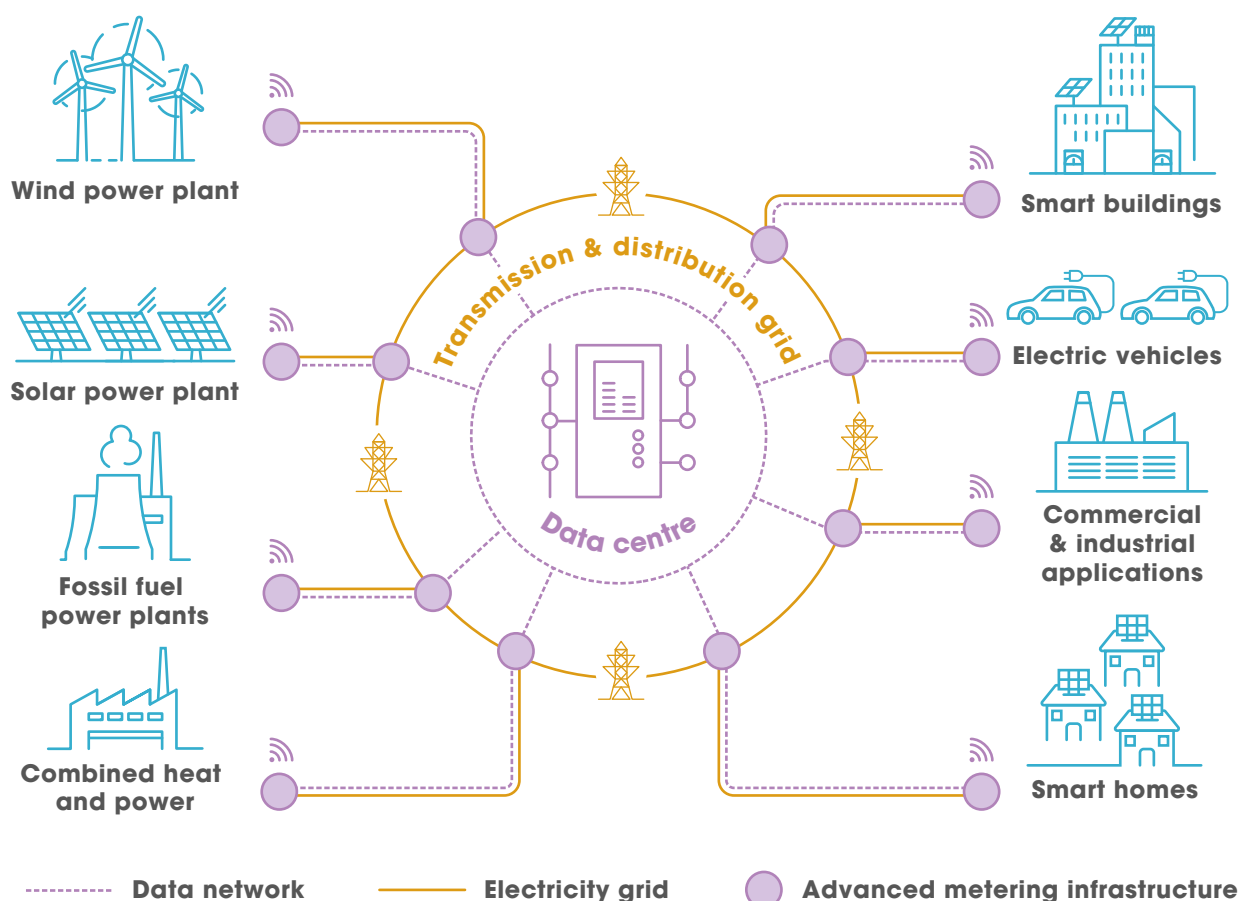 Wind power plant
Solar power plant
Fossil fuel
power plants
Combined heat
and power
Transmission & distribution grid
Data centre
Smart buildings
Electric vehicles
Commercial
& industrial
applications
Smart homes
Data network
Electricity grid
Advanced metering infrastructure